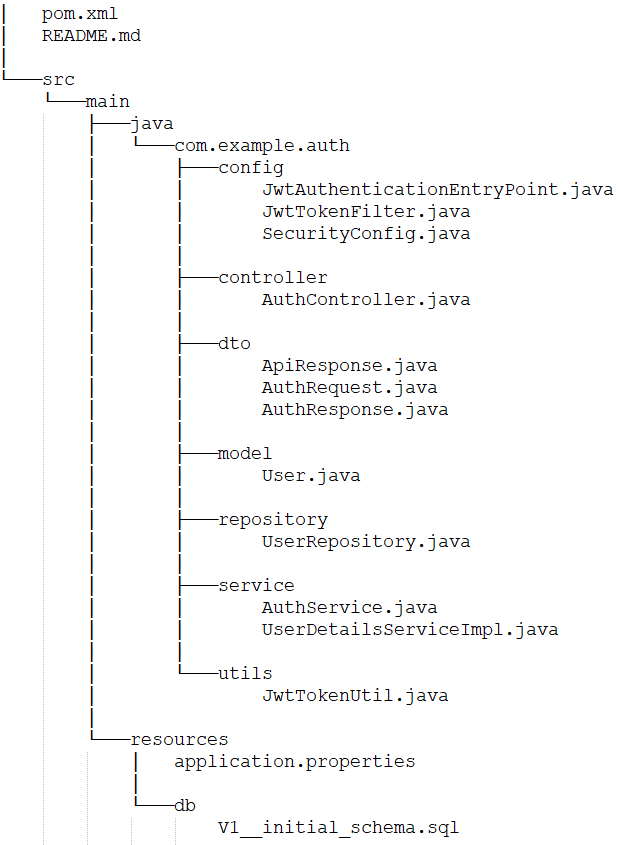 pom.xml
README.md
src
main
java
com.example.auth
config
JwtAuthenticationEntryPoint.java
JwtTokenFilter.java
SecurityConfig.java
controller
AuthController.java
dto
ApiResponse.java
AuthRequest.java
AuthResponse.java
model
User.java
repository
UserRepository.java
service
AuthService.java
UserDetailsServiceImpl.java
utils
JwtTokenUtil.java
resources
application.properties
db
V1__initial_schema.sql